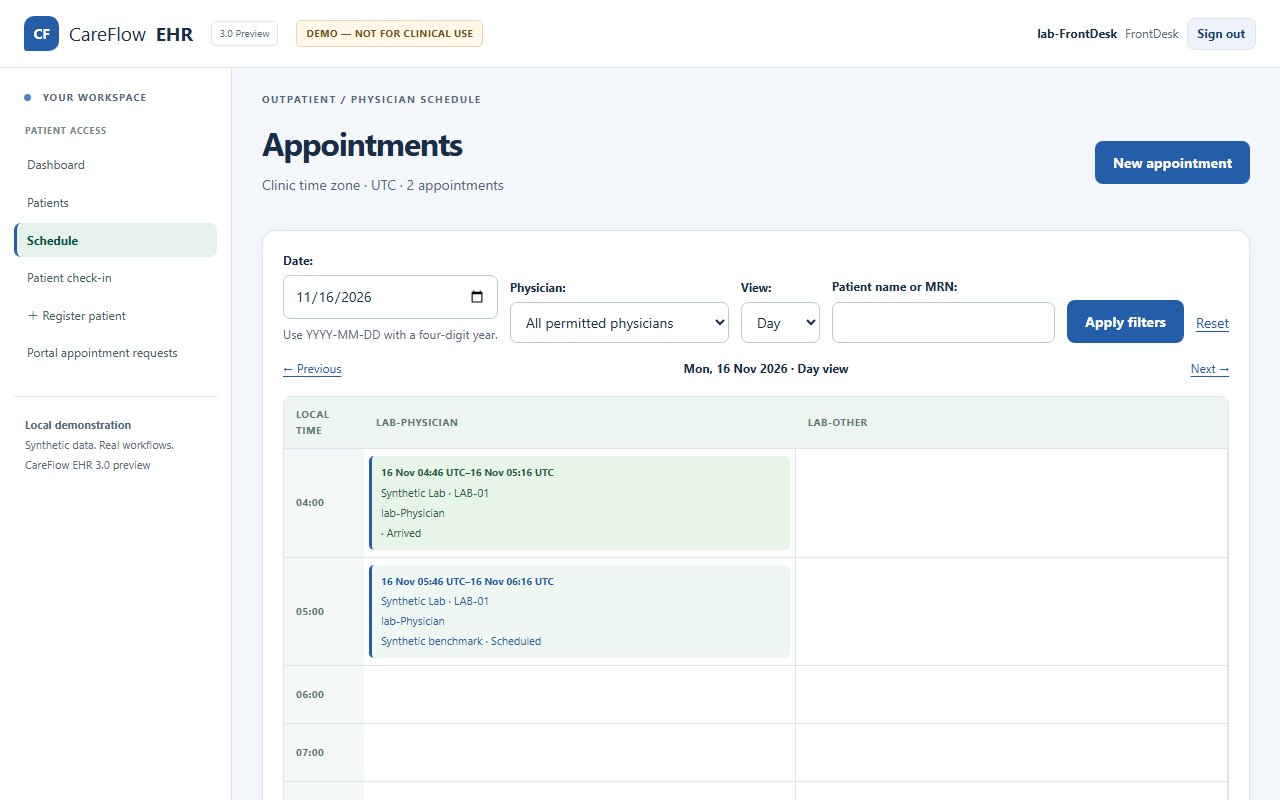 CF CareFlow EHR 3.0 Preview DEMO — NOT FOR CLINICAL USE lab-FrontDesk FrontDesk Sign out
YOUR WORKSPACE
PATIENT ACCESS
Dashboard
Patients
Schedule
Patient check-in
+ Register patient
Portal appointment requests
Local demonstration
Synthetic data. Real workflows.
CareFlow EHR 3.0 preview
OUTPATIENT / PHYSICIAN SCHEDULE
Appointments
Clinic time zone · UTC · 2 appointments
New appointment
Date:
11/16/2026
Use YYYY-MM-DD with a four-digit year.
Physician:
All permitted physicians
View:
Day
Patient name or MRN:
Apply filters
Reset
← Previous
Mon, 16 Nov 2026 · Day view
Next →
LOCAL TIME
LAB-PHYSICIAN
LAB-OTHER
04:00
16 Nov 04:46 UTC–16 Nov 05:16 UTC
Synthetic Lab · LAB-01
lab-Physician
· Arrived
05:00
16 Nov 05:46 UTC–16 Nov 06:16 UTC
Synthetic Lab · LAB-01
lab-Physician
Synthetic benchmark · Scheduled
06:00
07:00